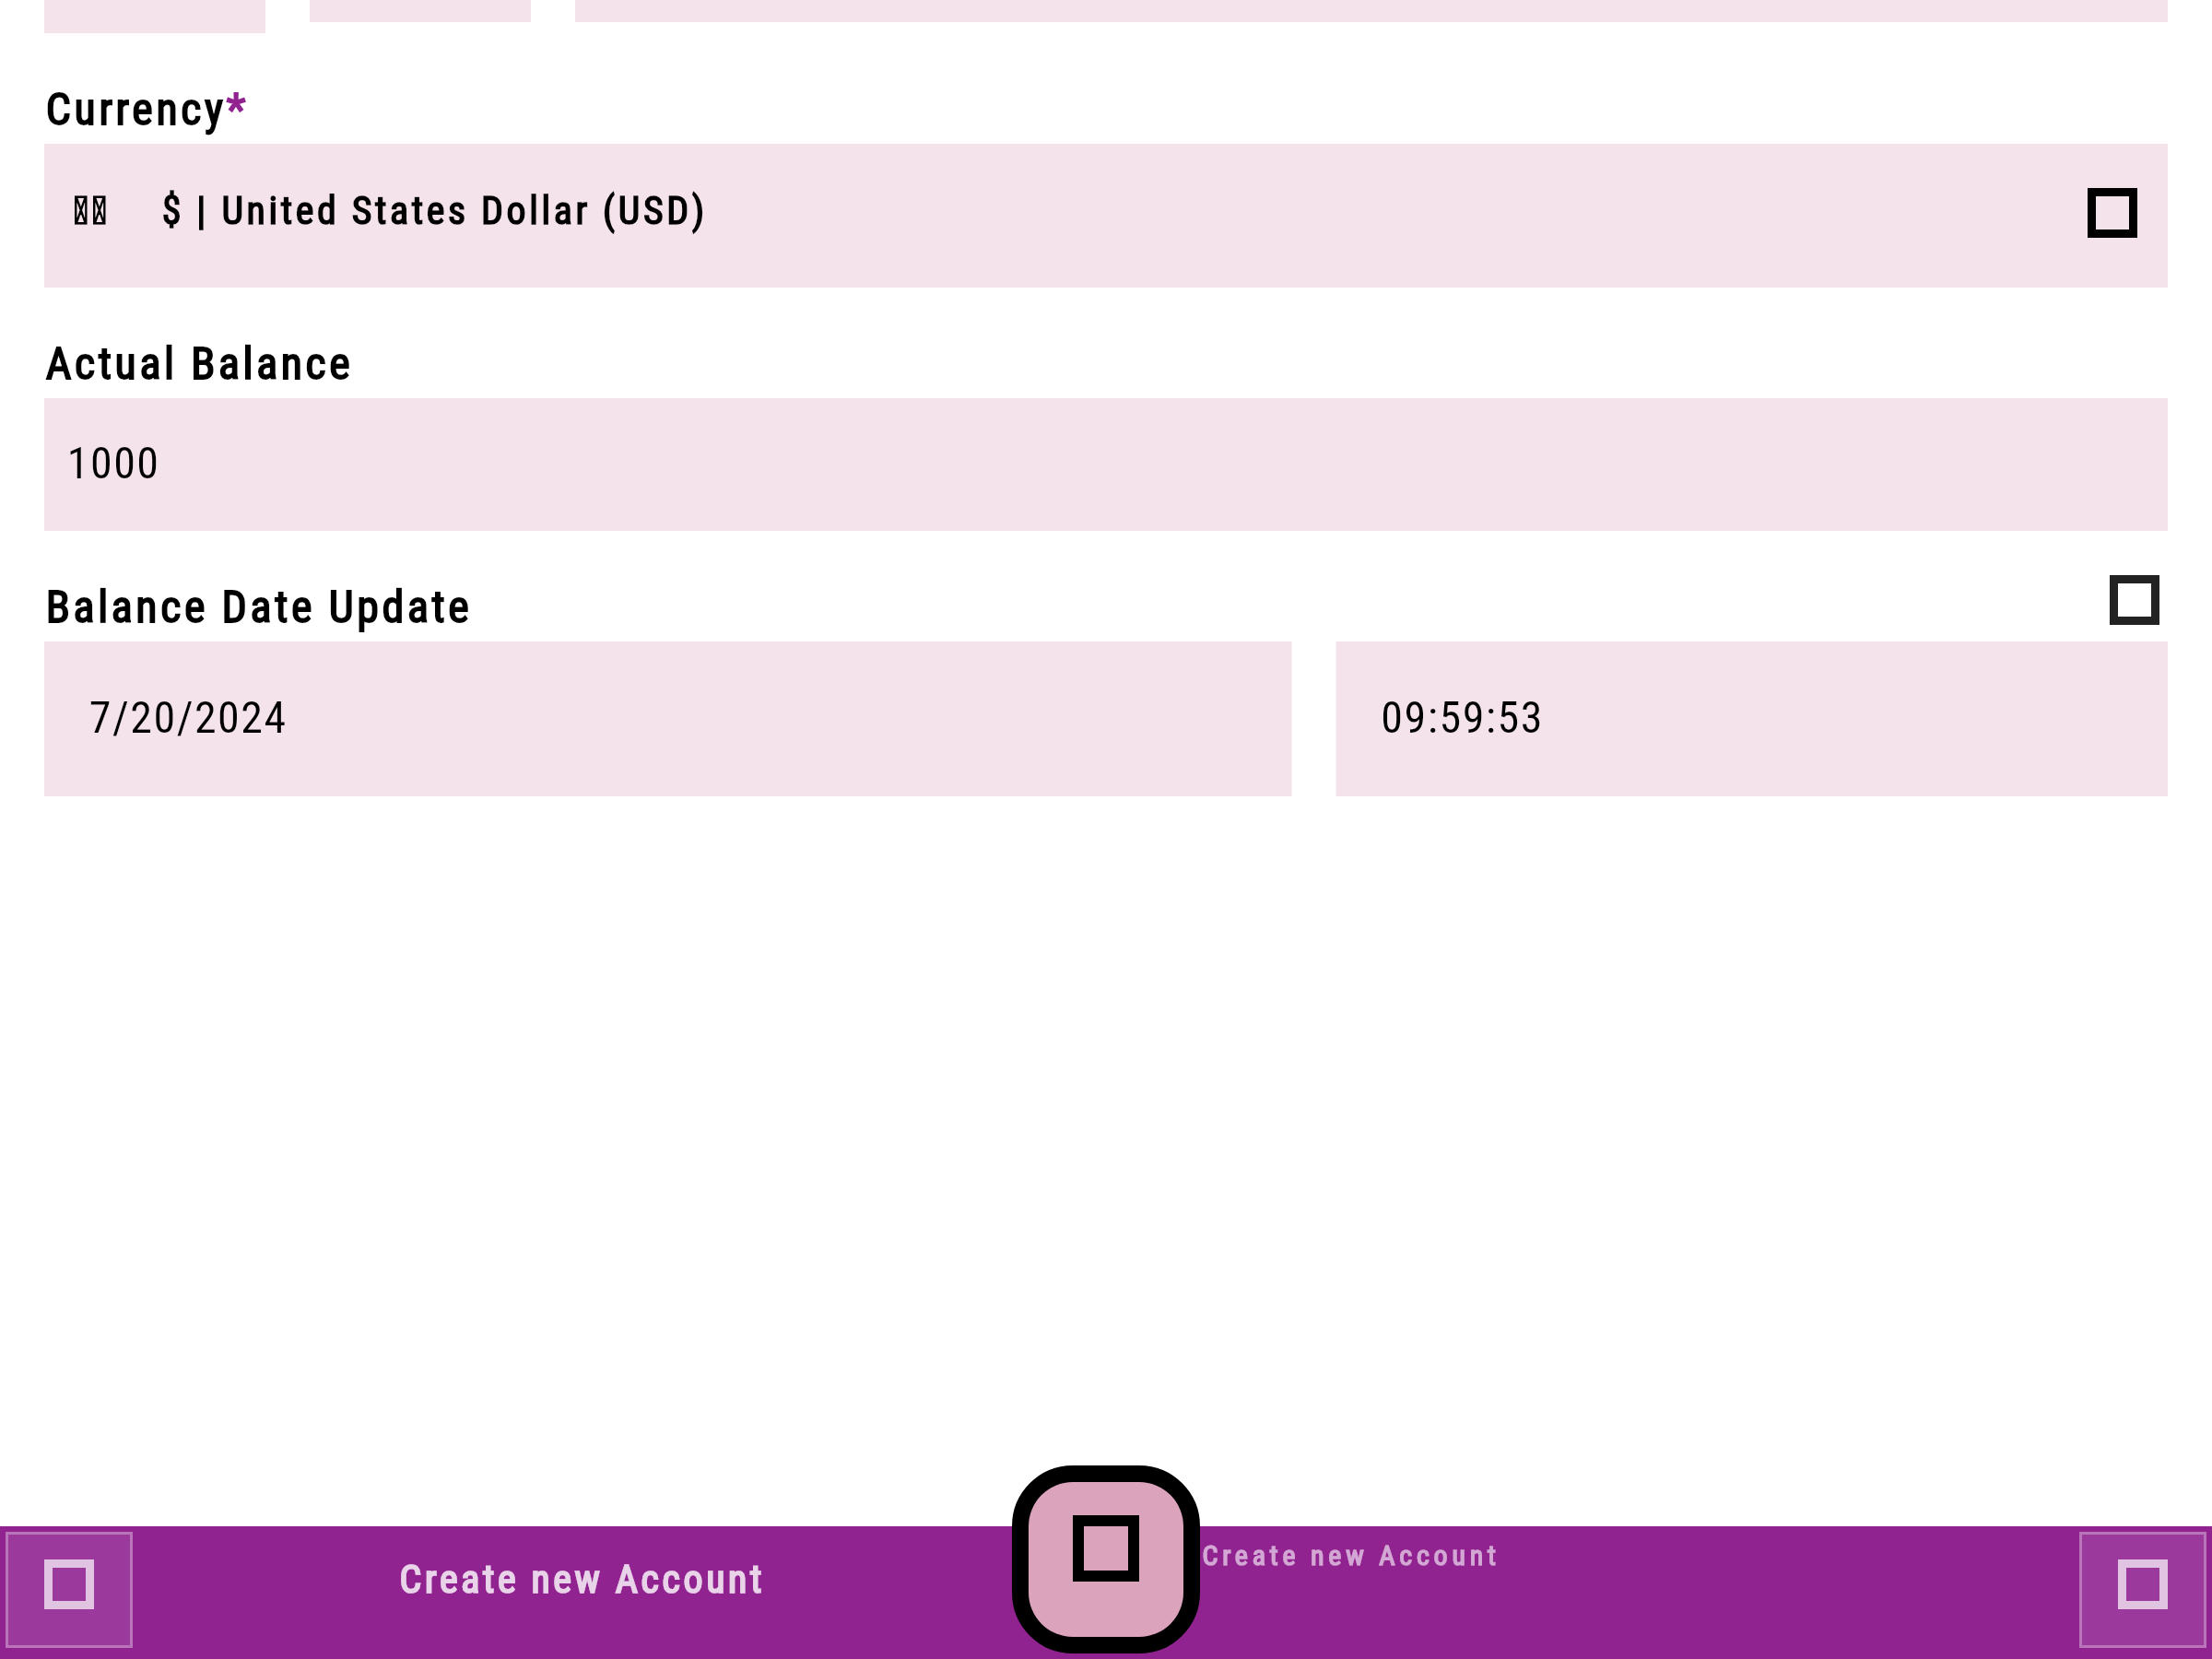 Currency*
$ | United States Dollar (USD)
Actual Balance
1000
Balance Date Update
7/20/2024
09:59:53
Create new Account
Create new Account